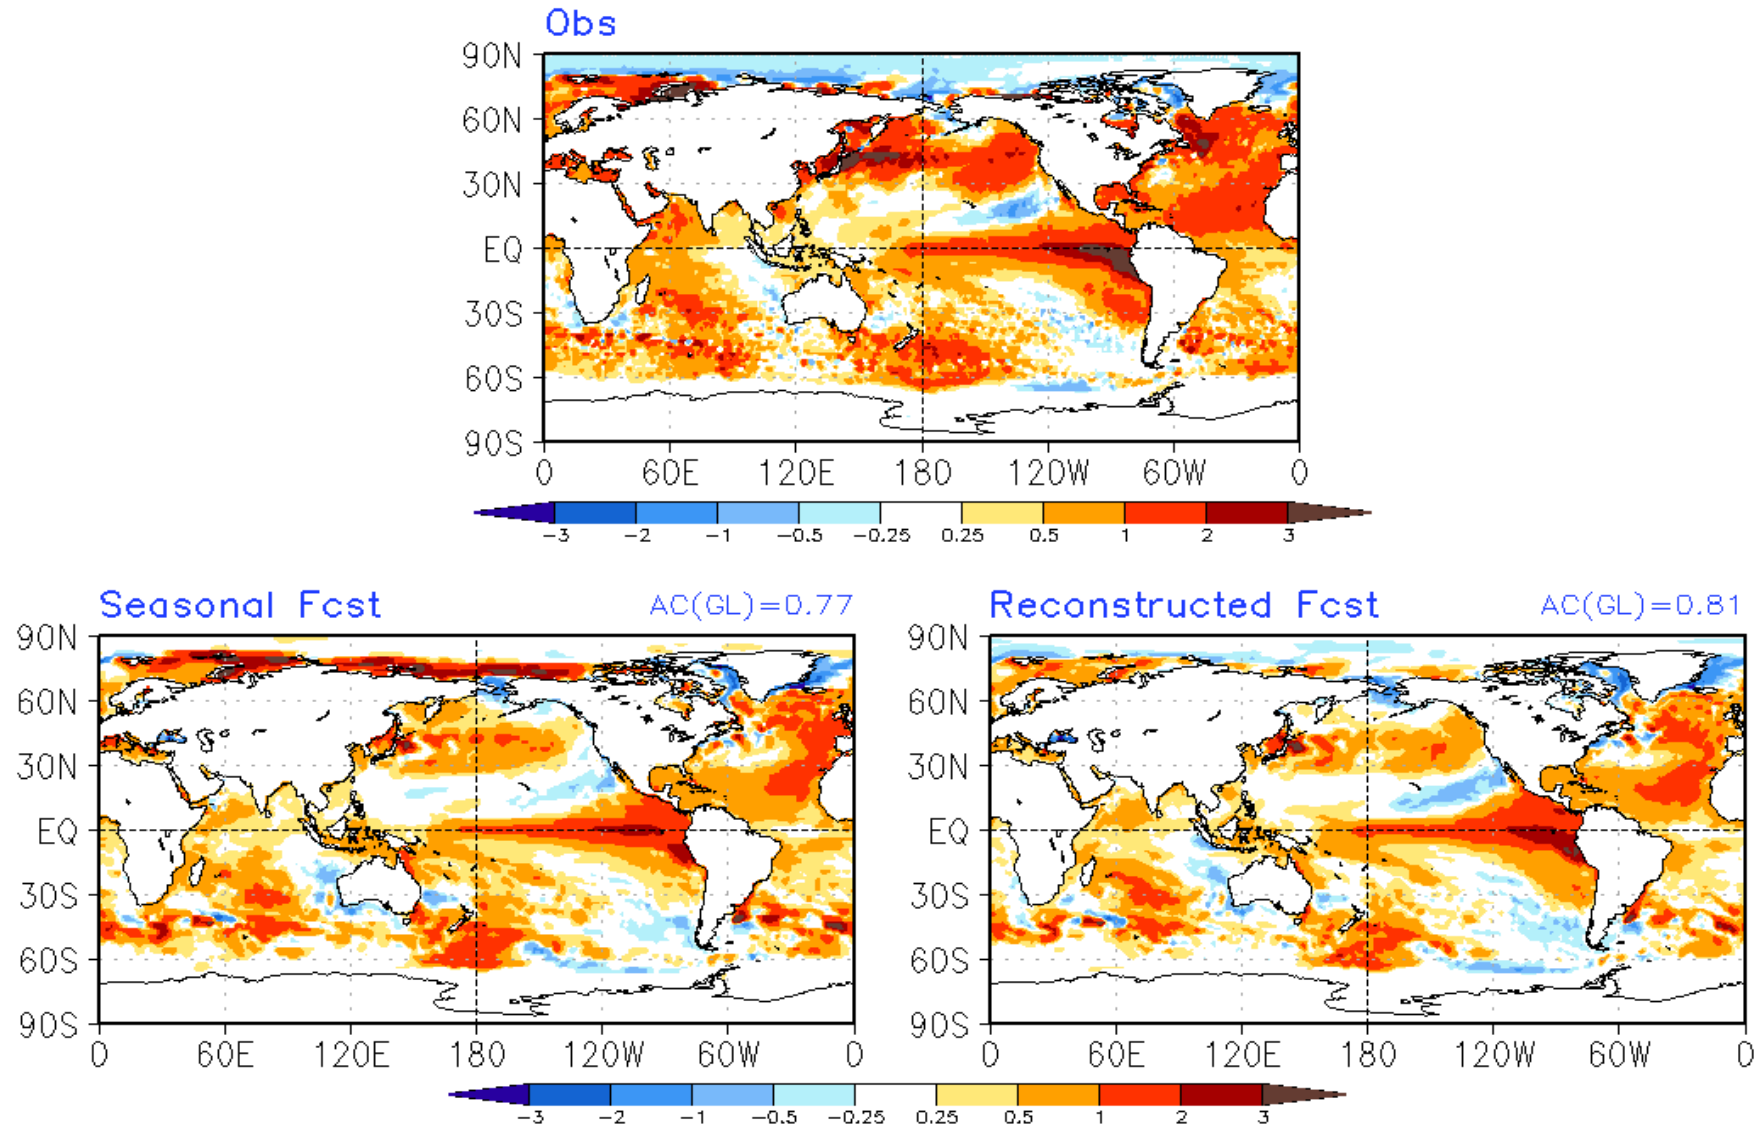 Obs
90N
60N
30N
EQ
30S
60S
90S
0 60E 120E 180 120W 60W 0
-3 -2 -1 -0.5 -0.25 0.25 0.5 1 2 3
Seasonal Fcst AC(GL)=0.77
90N
60N
30N
EQ
30S
60S
90S
0 60E 120E 180 120W 60W 0
Reconstructed Fcst AC(GL)=0.81
90N
60N
30N
EQ
30S
60S
90S
0 60E 120E 180 120W 60W 0
-3 -2 -1 -0.5 -0.25 0.25 0.5 1 2 3